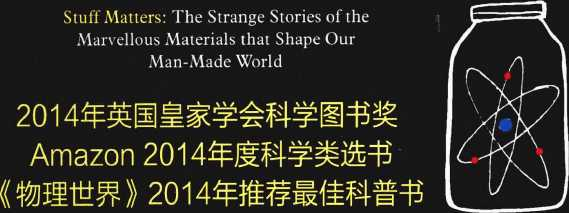 Stuff Matters: The Strange Stories of the
Marvellous Materials that Shape Our
Man-Made World
2014年英国皇家学会科学图书奖
Amazon 2014年度科学类选书
《物理世界》2014年推荐最佳科普书